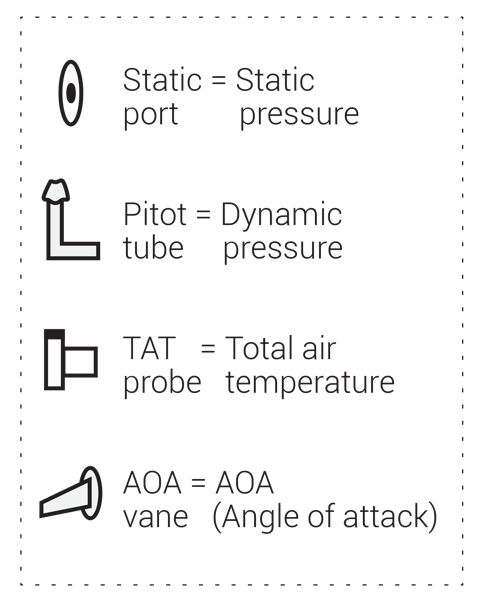 Static = Static
port pressure
Pitot = Dynamic
tube pressure
TAT = Total air
probe temperature
AOA = AOA
vane (Angle of attack)